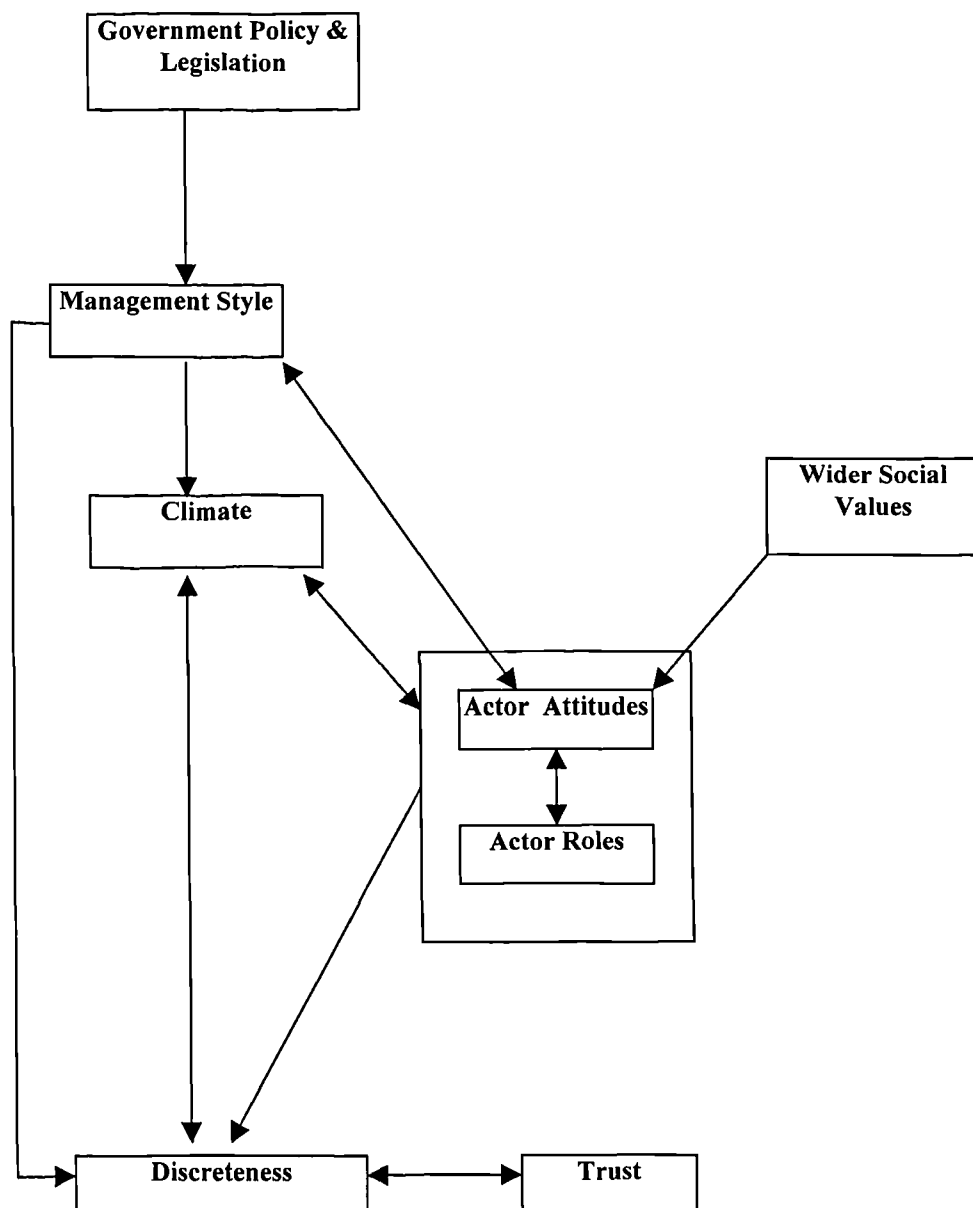 Government Policy &
Legislation
Management Style
Climate
Wider Social
Values
Actor Attitudes
Actor Roles
Discreteness
Trust